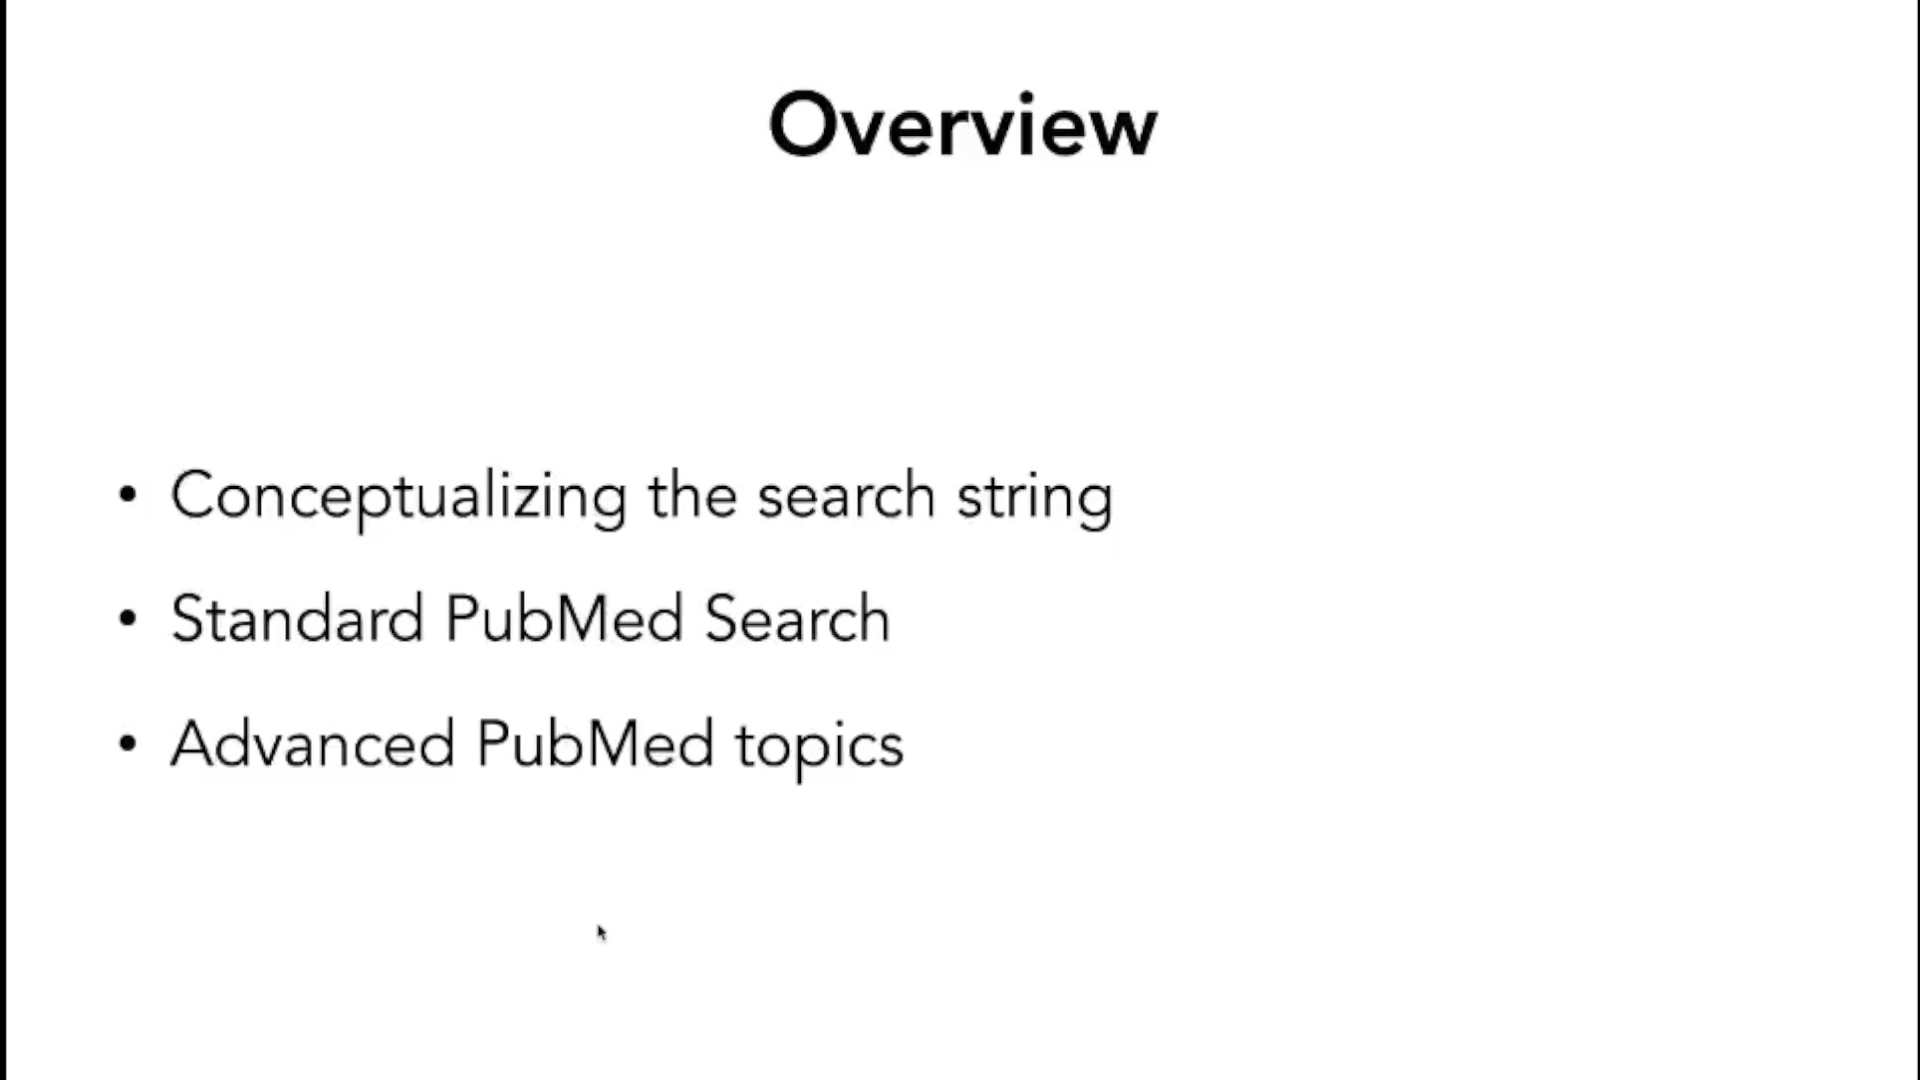 Overview
• Conceptualizing the search string
• Standard PubMed Search
• Advanced PubMed topics